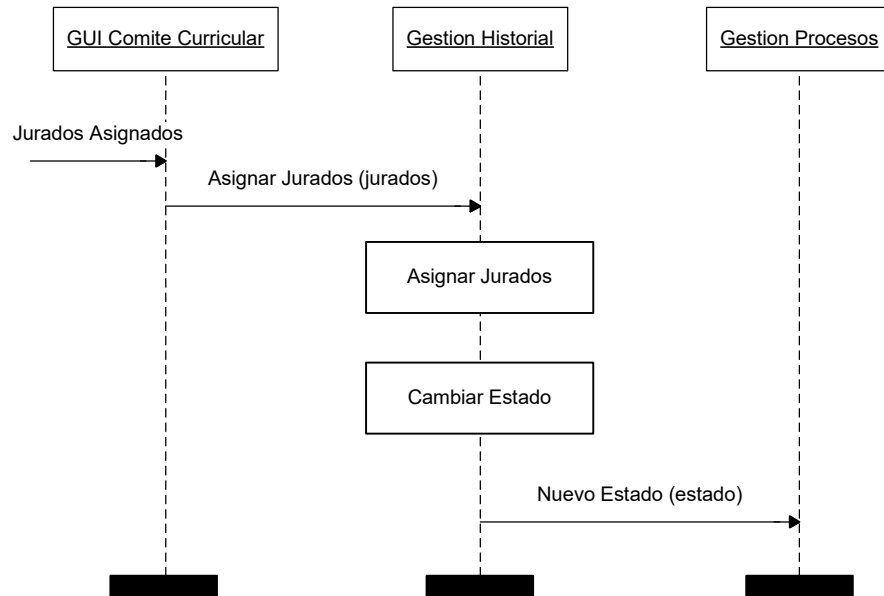 GUI Comite Curricular
Gestion Historial
Gestion Procesos
Jurados Asignados
Asignar Jurados (jurados)
Asignar Jurados
Cambiar Estado
Nuevo Estado (estado)